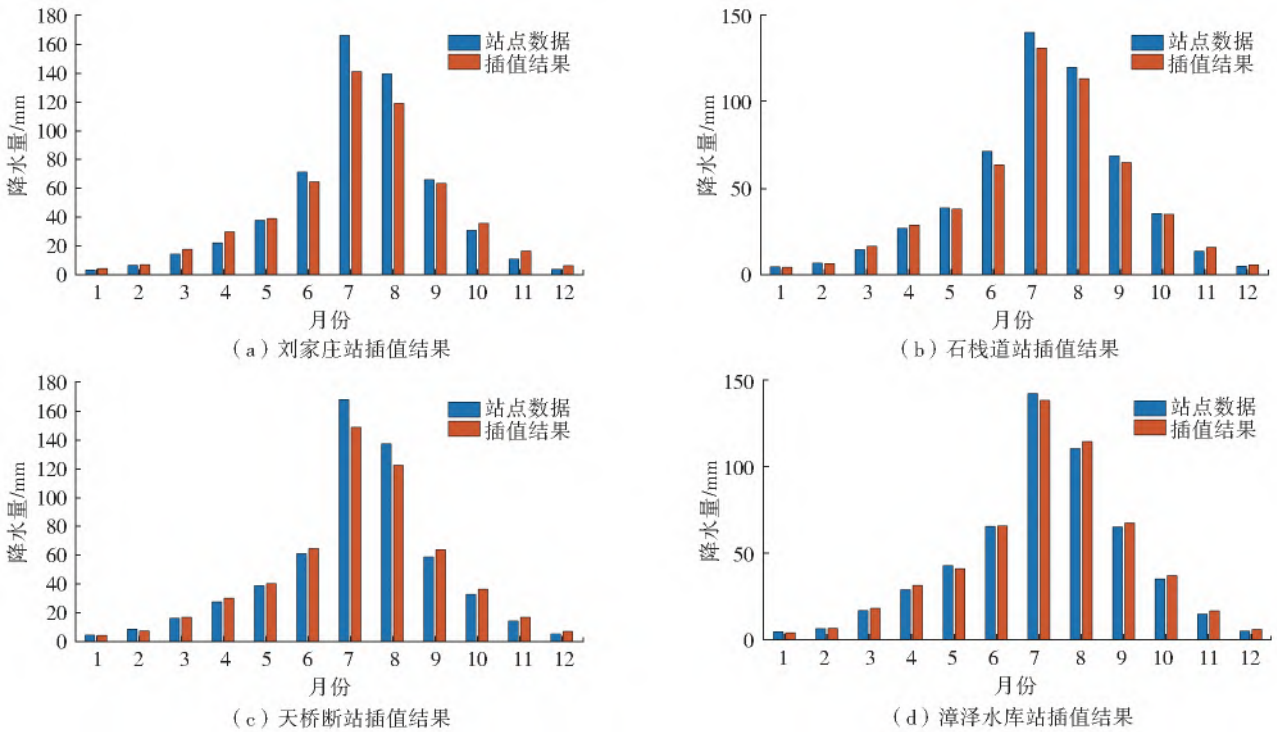 180
160
140
120
100
80
60
40
20
0
降水量/mm
站点数据
插值结果
1 2 3 4 5 6 7 8 9 10 11 12
月份
(a)刘家庄站插值结果
150
100
50
0
降水量/mm
站点数据
插值结果
1 2 3 4 5 6 7 8 9 10 11 12
月份
(b)石栈道站插值结果
180
160
140
120
100
80
60
40
20
0
降水量/mm
站点数据
插值结果
1 2 3 4 5 6 7 8 9 10 11 12
月份
(c)天桥断站插值结果
150
100
50
0
降水量/mm
站点数据
插值结果
1 2 3 4 5 6 7 8 9 10 11 12
月份
(d)漳泽水库站插值结果